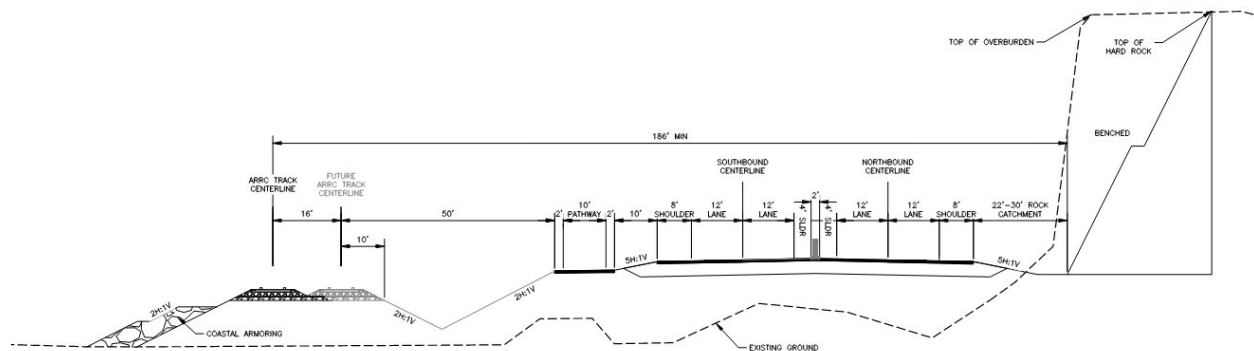 TOP OF OVERBURDEN
TOP OF
HARD ROCK
BENCHED
186' MIN
ARRC TRACK
CENTERLINE
FUTURE
ARRC TRACK
CENTERLINE
SOUTHBOUND
CENTERLINE
NORTHBOUND
CENTERLINE
16'
50'
2'
10'
PATHWAY
2'
10'
8'
SHOULDER
12'
LANE
12'
LANE
4' SLDR
2'
4' SLDR
12'
LANE
12'
LANE
8'
SHOULDER
22'-30' ROCK
CATCHMENT
10'
5H:1V
5H:1V
2H:1V
2H:1V
2H:1V
COASTAL ARMORING
EXISTING GROUND